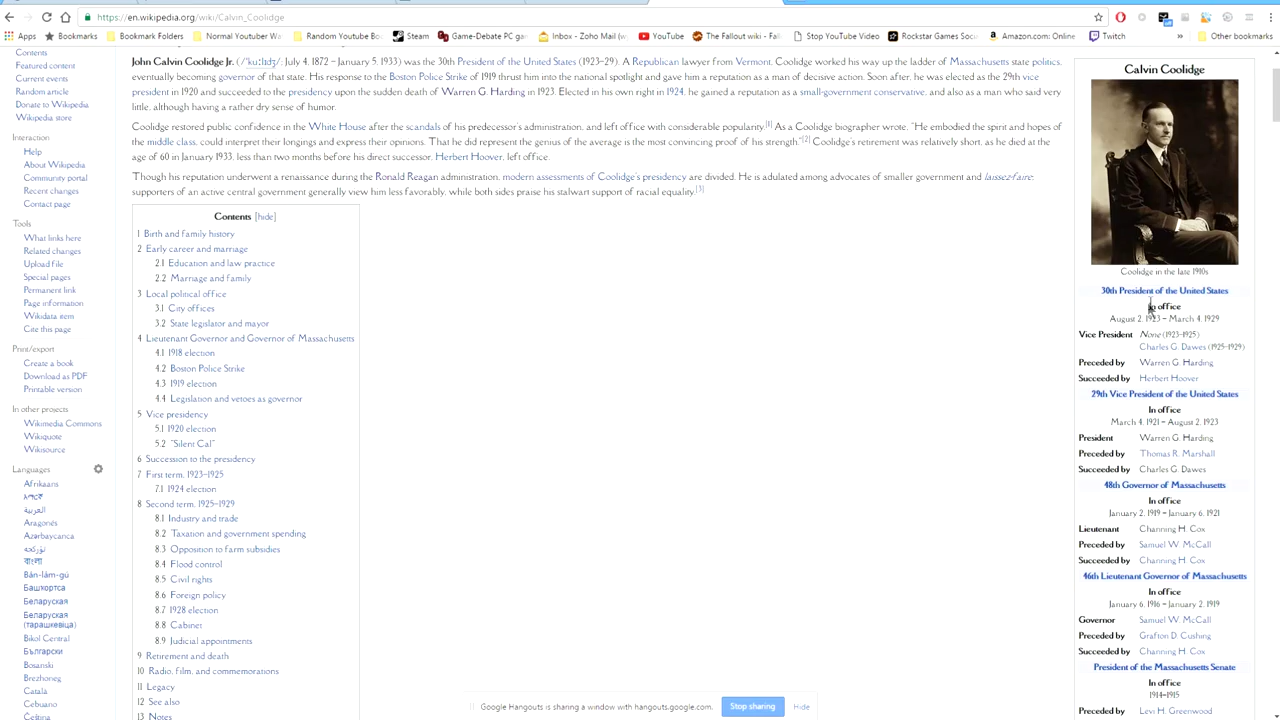 https://en.wikipedia.org/wiki/Calvin_Coolidge
Apps Bookmarks Bookmark Folders Normal Youtuber Wa Random Youtube Bo Steam Game-Debate PC gam Inbox - Zoho Mail (w YouTube The Fallout wiki - Fal Stop YouTube Video Rockstar Games Socia Amazon.com: Online Twitch » Other bookmarks
Contents
Featured content
Current events
Random article
Donate to Wikipedia
Wikipedia store
Interaction
Help
About Wikipedia
Community portal
Recent changes
Contact page
Tools
What links here
Related changes
Upload file
Special pages
Permanent link
Page information
Wikidata item
Cite this page
Print/export
Create a book
Download as PDF
Printable version
In other projects
Wikimedia Commons
Wikiquote
Wikisource
Languages
Afrikaans
አማርኛ
العربية
Aragonés
Azərbaycanca
تۆرکجه
বাংলা
Bân-lâm-gú
Башҡортса
Беларуская
Беларуская
(тарашкевіца)
Bikol Central
Български
Bosanski
Brezhoneg
Català
Cebuano
Čeština
John Calvin Coolidge Jr. (/ˈkuːlɪdʒ/; July 4, 1872 – January 5, 1933) was the 30th President of the United States (1923–29). A Republican lawyer from Vermont, Coolidge worked his way up the ladder of Massachusetts state politics,
eventually becoming governor of that state. His response to the Boston Police Strike of 1919 thrust him into the national spotlight and gave him a reputation as a man of decisive action. Soon after, he was elected as the 29th vice
president in 1920 and succeeded to the presidency upon the sudden death of Warren G. Harding in 1923. Elected in his own right in 1924, he gained a reputation as a small-government conservative, and also as a man who said very
little, although having a rather dry sense of humor.
Coolidge restored public confidence in the White House after the scandals of his predecessor's administration, and left office with considerable popularity.[1] As a Coolidge biographer wrote, "He embodied the spirit and hopes of
the middle class, could interpret their longings and express their opinions. That he did represent the genius of the average is the most convincing proof of his strength."[2] Coolidge's retirement was relatively short, as he died at the
age of 60 in January 1933, less than two months before his direct successor, Herbert Hoover, left office.
Though his reputation underwent a renaissance during the Ronald Reagan administration, modern assessments of Coolidge's presidency are divided. He is adulated among advocates of smaller government and laissez-faire;
supporters of an active central government generally view him less favorably, while both sides praise his stalwart support of racial equality.[3]
Contents [hide]
1 Birth and family history
2 Early career and marriage
2.1 Education and law practice
2.2 Marriage and family
3 Local political office
3.1 City offices
3.2 State legislator and mayor
4 Lieutenant Governor and Governor of Massachusetts
4.1 1918 election
4.2 Boston Police Strike
4.3 1919 election
4.4 Legislation and vetoes as governor
5 Vice presidency
5.1 1920 election
5.2 "Silent Cal"
6 Succession to the presidency
7 First term, 1923–1925
7.1 1924 election
8 Second term, 1925–1929
8.1 Industry and trade
8.2 Taxation and government spending
8.3 Opposition to farm subsidies
8.4 Flood control
8.5 Civil rights
8.6 Foreign policy
8.7 1928 election
8.8 Cabinet
8.9 Judicial appointments
9 Retirement and death
10 Radio, film, and commemorations
11 Legacy
12 See also
13 Notes
Calvin Coolidge
Coolidge in the late 1910s
30th President of the United States
In office
August 2, 1923 – March 4, 1929
Vice President None (1923-1925)
Charles G. Dawes (1925-1929)
Preceded by Warren G. Harding
Succeeded by Herbert Hoover
29th Vice President of the United States
In office
March 4, 1921 – August 2, 1923
President Warren G. Harding
Preceded by Thomas R. Marshall
Succeeded by Charles G. Dawes
48th Governor of Massachusetts
In office
January 2, 1919 – January 6, 1921
Lieutenant Channing H. Cox
Preceded by Samuel W. McCall
Succeeded by Channing H. Cox
46th Lieutenant Governor of Massachusetts
In office
January 6, 1916 – January 2, 1919
Governor Samuel W. McCall
Preceded by Grafton D. Cushing
Succeeded by Channing H. Cox
President of the Massachusetts Senate
In office
1914–1915
Preceded by Levi H. Greenwood
Google Hangouts is sharing a window with hangouts.google.com. Stop sharing Hide